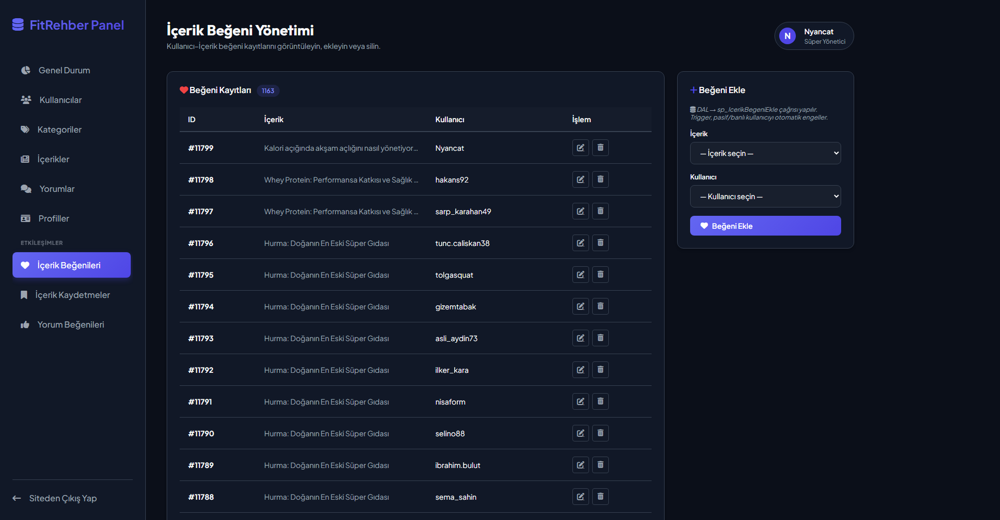 FitRehber Panel
Genel Durum
Kullanıcılar
Kategoriler
İçerikler
Yorumlar
Profiller
ETKİLEŞİMLER
İçerik Beğenileri
İçerik Kaydetmeler
Yorum Beğenileri
Siteden Çıkış Yap
İçerik Beğeni Yönetimi
Kullanıcı–İçerik beğeni kayıtlarını görüntüleyin, ekleyin veya silin.
N
Nyancat
Süper Yönetici
Beğeni Kayıtları 1163
ID İçerik Kullanıcı İşlem
#11799 Kalori açığında akşam açlığını nasıl yönetiyor... Nyancat
#11798 Whey Protein: Performansa Katkısı ve Sağlık ... hakans92
#11797 Whey Protein: Performansa Katkısı ve Sağlık ... sarp_karahan49
#11796 Hurma: Doğanın En Eski Süper Gıdası tunc.caliskan38
#11795 Hurma: Doğanın En Eski Süper Gıdası tolgasquat
#11794 Hurma: Doğanın En Eski Süper Gıdası gizemtabak
#11793 Hurma: Doğanın En Eski Süper Gıdası asli_aydin73
#11792 Hurma: Doğanın En Eski Süper Gıdası ilker_kara
#11791 Hurma: Doğanın En Eski Süper Gıdası nisaform
#11790 Hurma: Doğanın En Eski Süper Gıdası selino88
#11789 Hurma: Doğanın En Eski Süper Gıdası ibrahim.bulut
#11788 Hurma: Doğanın En Eski Süper Gıdası sema_sahin
Beğeni Ekle
DAL → sp_IcerikBegeniEkle çağrısı yapılır.
Trigger, pasif/banlı kullanıcıyı otomatik engeller.
İçerik
— İçerik seçin —
Kullanıcı
— Kullanıcı seçin —
Beğeni Ekle